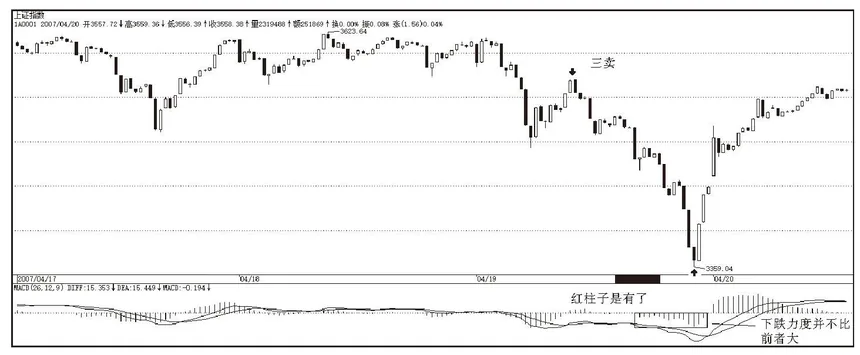 上证指数
1A0001 2007/04/20 开3557.72↓高3559.36↓低3556.39↑收3558.38↑量2319488↑额251869↑换0.00% 振0.08% 涨(1.56)0.04%
3623.64
三卖
3359.04
2007/04/17 04/18 04/19 04/20
MACD(26,12,9) DIFF:15.353↓DEA:15.449↓MACD:-0.194↓
红柱子是有了
下跌力度并不比
前者大